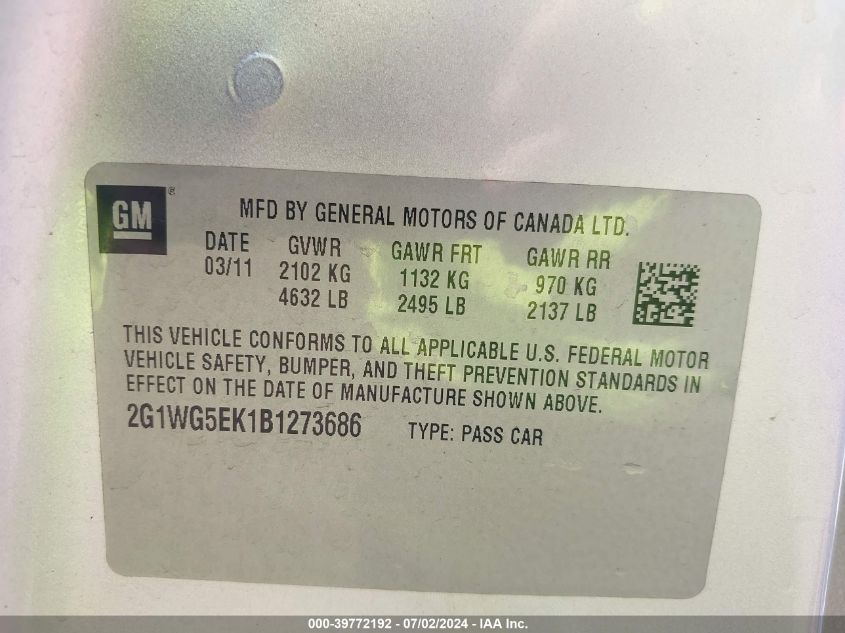 GM®
MFD BY GENERAL MOTORS OF CANADA LTD.
DATE GVWR GAWR FRT GAWR RR
03/11 2102 KG 1132 KG 970 KG
4632 LB 2495 LB 2137 LB
THIS VEHICLE CONFORMS TO ALL APPLICABLE U.S. FEDERAL MOTOR
VEHICLE SAFETY, BUMPER, AND THEFT PREVENTION STANDARDS IN
EFFECT ON THE DATE OF MANUFACTURE SHOWN ABOVE.
2G1WG5EK1B1273686 TYPE: PASS CAR
000-39772192 - 07/02/2024 - IAA Inc.